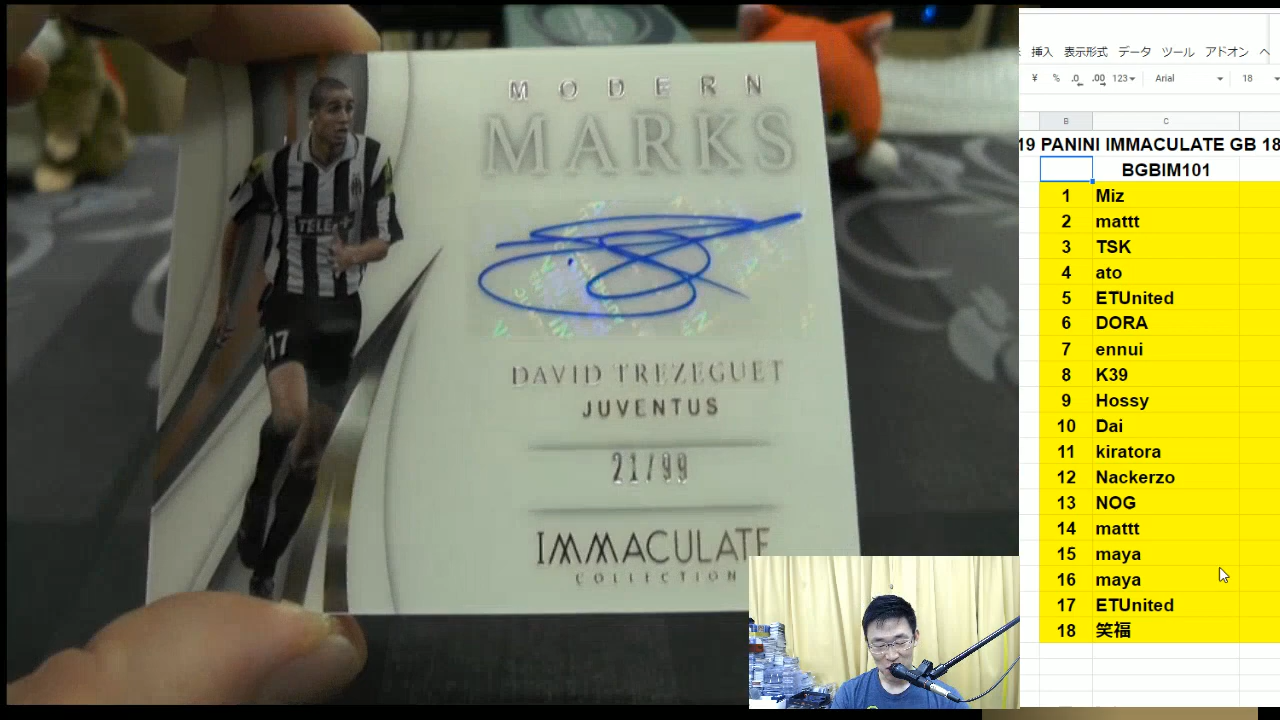 MODERN
MARKS
TELE+
17
DAVID TREZEGUET
JUVENTUS
21/99
IMMACULATE
COLLECTION
挿入 表示形式 データ ツール アドオン ヘ
¥ % .0 .00 123 Arial 18
B C
19 PANINI IMMACULATE GB 18
BGBIM101
1 Miz
2 mattt
3 TSK
4 ato
5 ETUnited
6 DORA
7 ennui
8 K39
9 Hossy
10 Dai
11 kiratora
12 Nackerzo
13 NOG
14 mattt
15 maya
16 maya
17 ETUnited
18 笑福